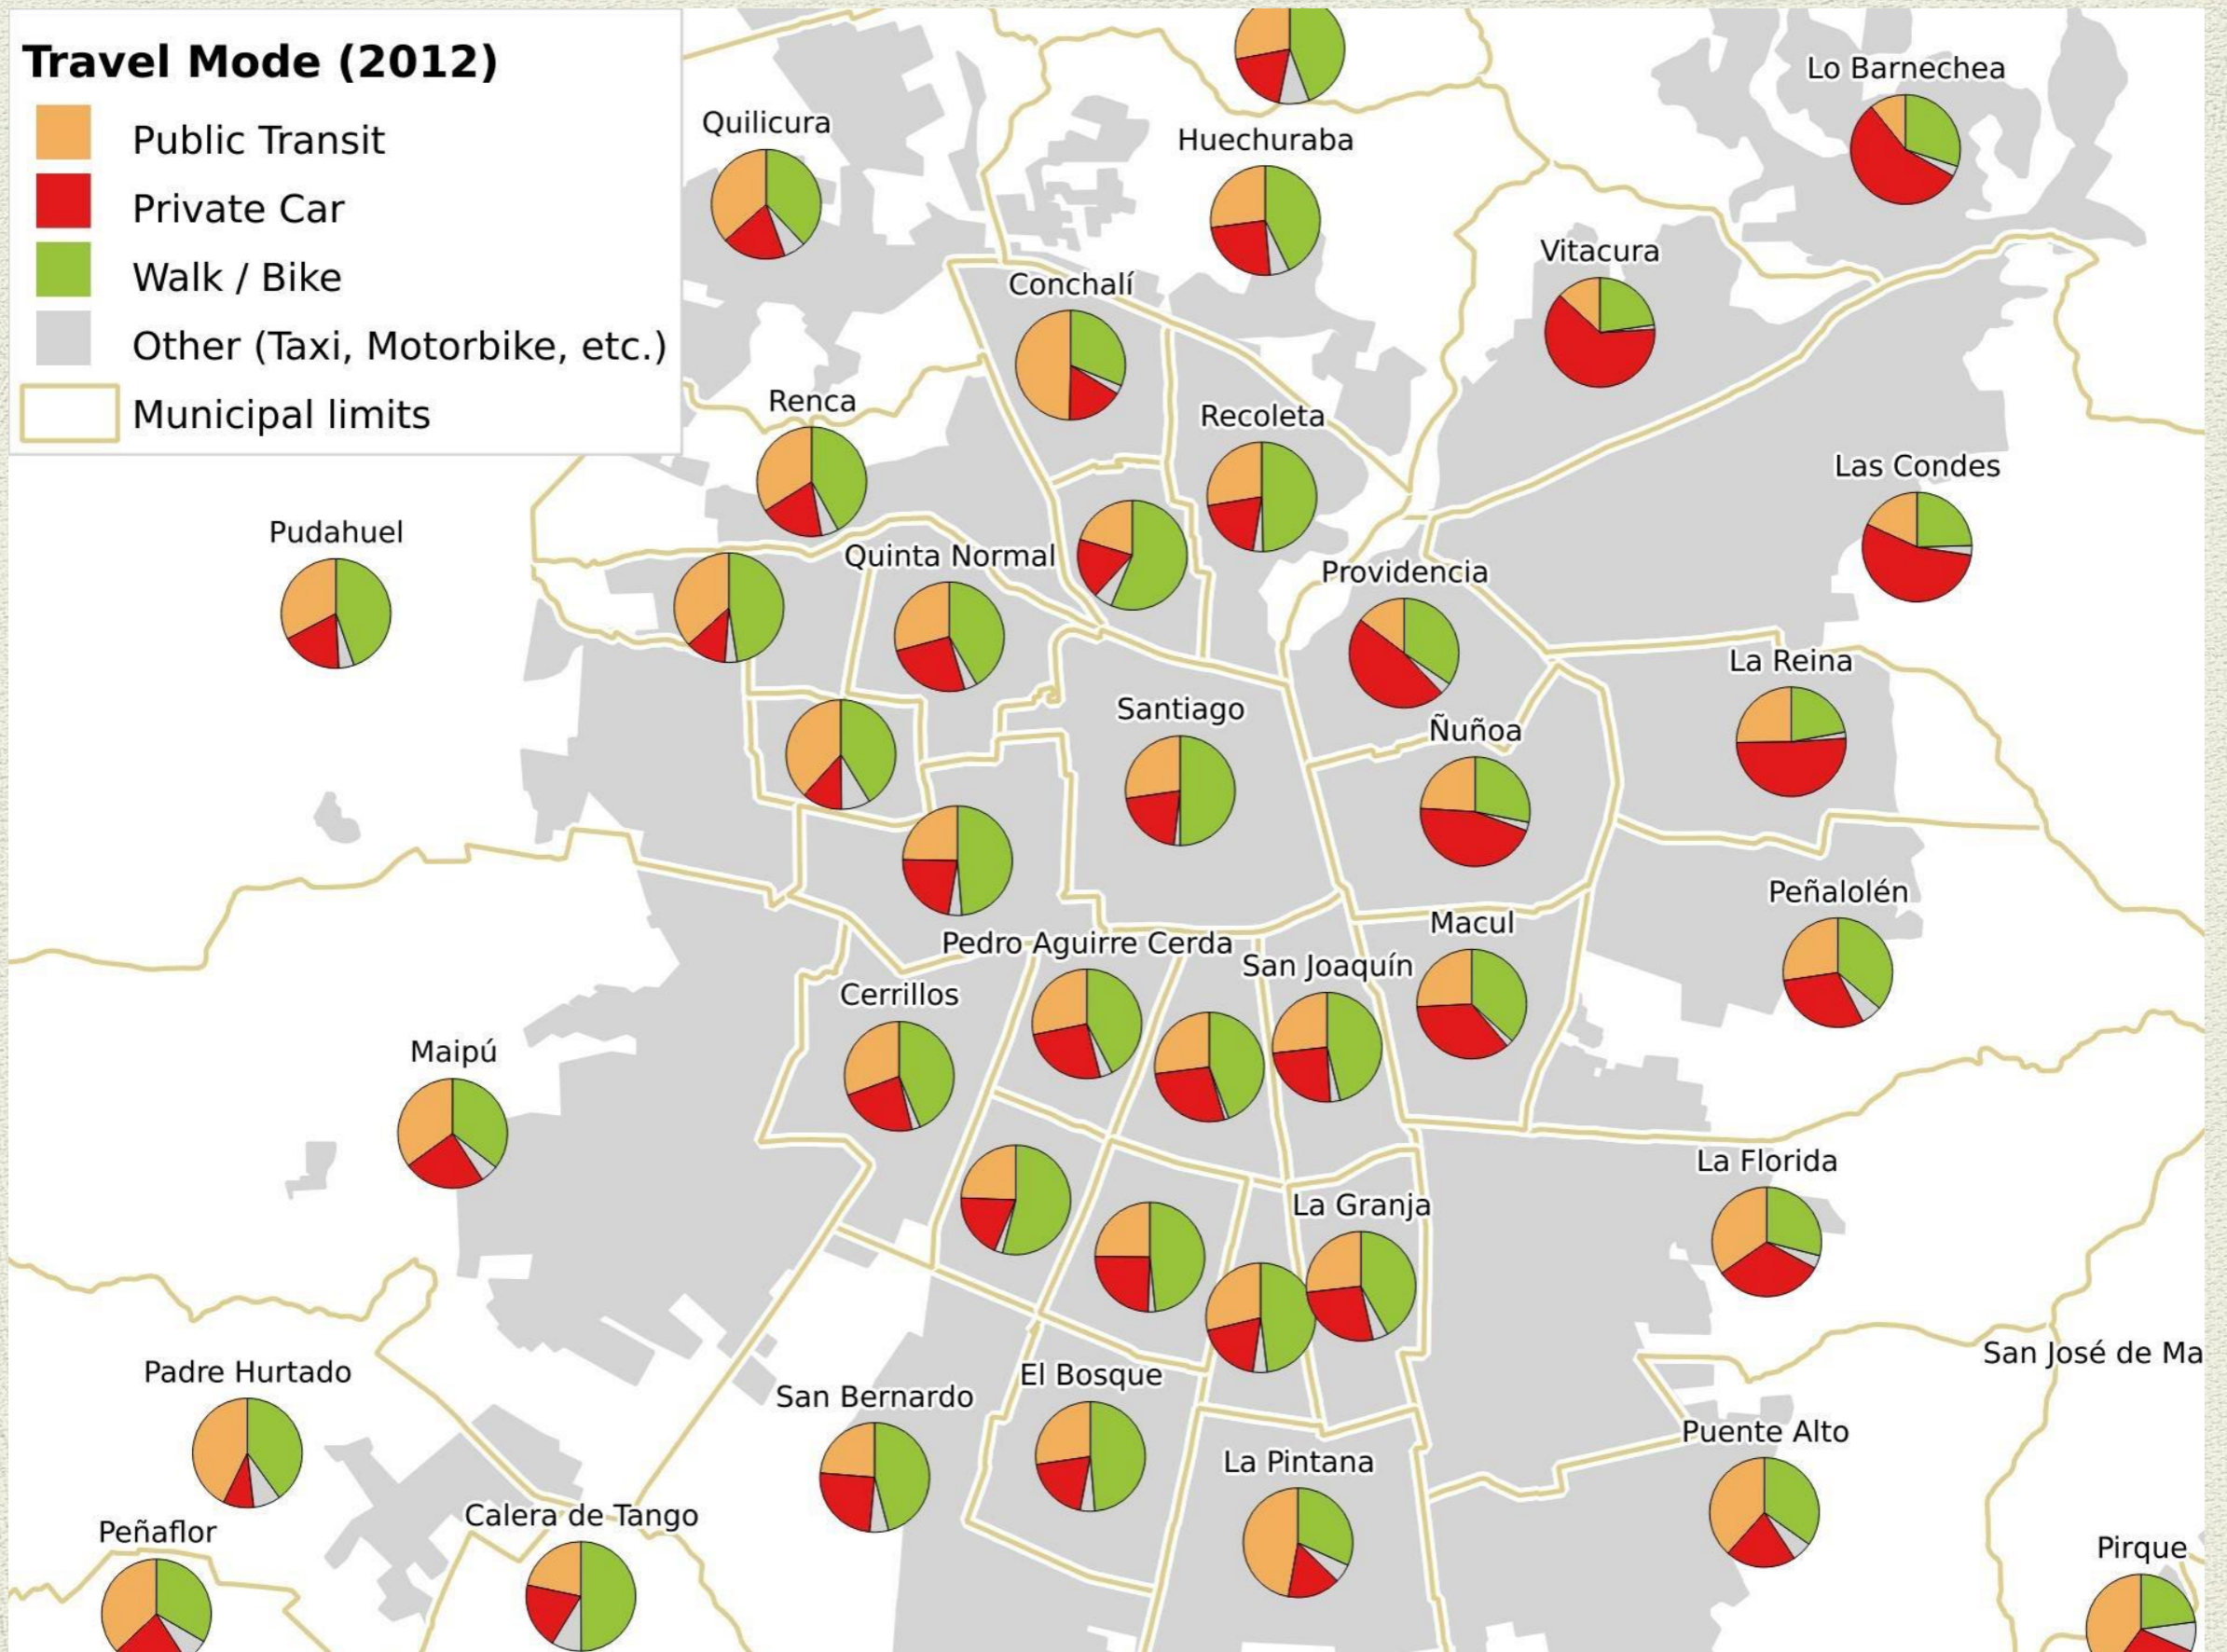 Travel Mode (2012)
Public Transit
Private Car
Walk / Bike
Other (Taxi, Motorbike, etc.)
Municipal limits
Lo Barnechea
Quilicura
Huechuraba
Vitacura
Conchalí
Renca
Recoleta
Las Condes
Pudahuel
Quinta Normal
Providencia
La Reina
Santiago
Ñuñoa
Peñalolén
Macul
Pedro Aguirre Cerda
San Joaquín
Cerrillos
Maipú
La Florida
La Granja
San José de Ma
Padre Hurtado
El Bosque
San Bernardo
Puente Alto
La Pintana
Calera de Tango
Peñaflor
Pirque